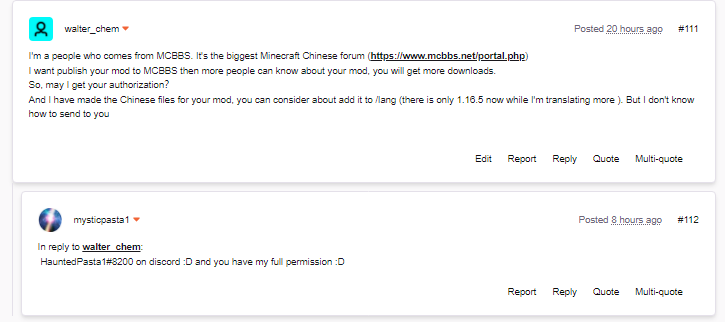 walter_chem
Posted 20 hours ago #111
I'm a people who comes from MCBBS. It's the biggest Minecraft Chinese forum (https://www.mcbbs.net/portal.php)
I want publish your mod to MCBBS then more people can know about your mod, you will get more downloads.
So, may I get your authorization?
And I have made the Chinese files for your mod, you can consider about add it to /lang (there is only 1.16.5 now while I'm translating more ). But I don't know
how to send to you
Edit Report Reply Quote Multi-quote
mysticpasta1
Posted 8 hours ago #112
In reply to walter_chem:
HauntedPasta1#8200 on discord :D and you have my full permission :D
Report Reply Quote Multi-quote